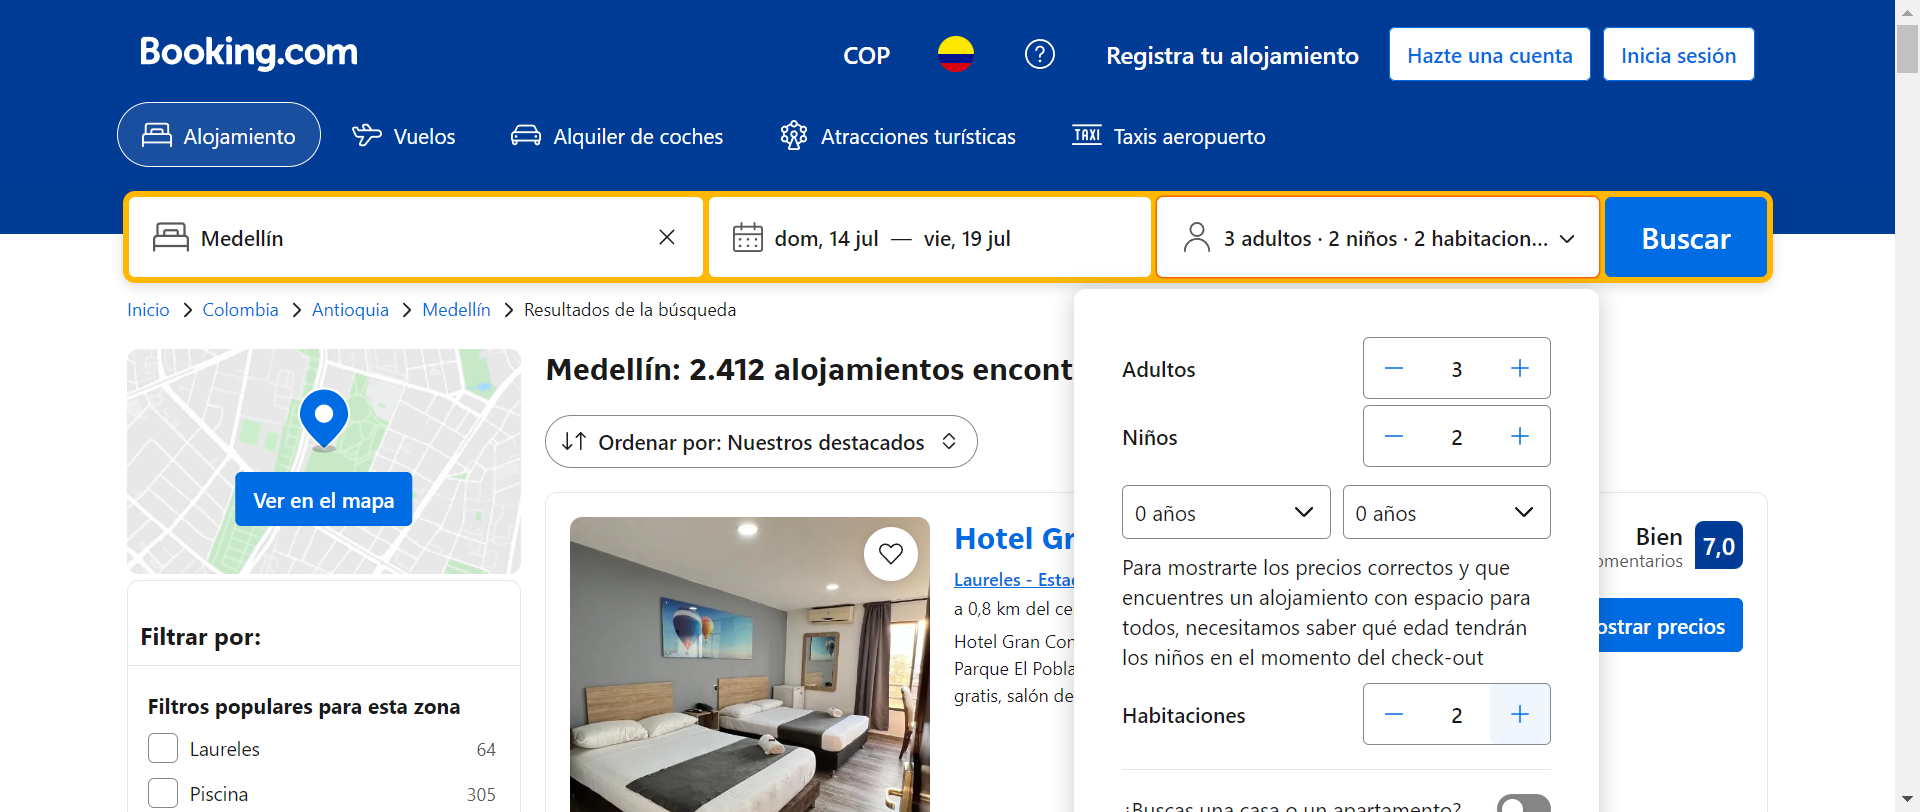 Booking.com
COP
Registra tu alojamiento
Hazte una cuenta
Inicia sesión
Alojamiento
Vuelos
Alquiler de coches
Atracciones turísticas
TAXI
Taxis aeropuerto
Medellín
dom, 14 jul — vie, 19 jul
3 adultos · 2 niños · 2 habitacion...
Buscar
Inicio
Colombia
Antioquia
Medellín
Resultados de la búsqueda
Ver en el mapa
Filtrar por:
Filtros populares para esta zona
Laureles 64
Piscina 305
Medellín: 2.412 alojamientos encont
Ordenar por: Nuestros destacados
Hotel Gr
Laureles - Estad
a 0,8 km del ce
Hotel Gran Con
Parque El Pobla
gratis, salón de
Adultos
3
Niños
2
0 años
0 años
Para mostrarte los precios correctos y que
encuentres un alojamiento con espacio para
todos, necesitamos saber qué edad tendrán
los niños en el momento del check-out
Habitaciones
2
¿Buscas una casa o un apartamento?
Bien
omentarios
7,0
ostrar precios